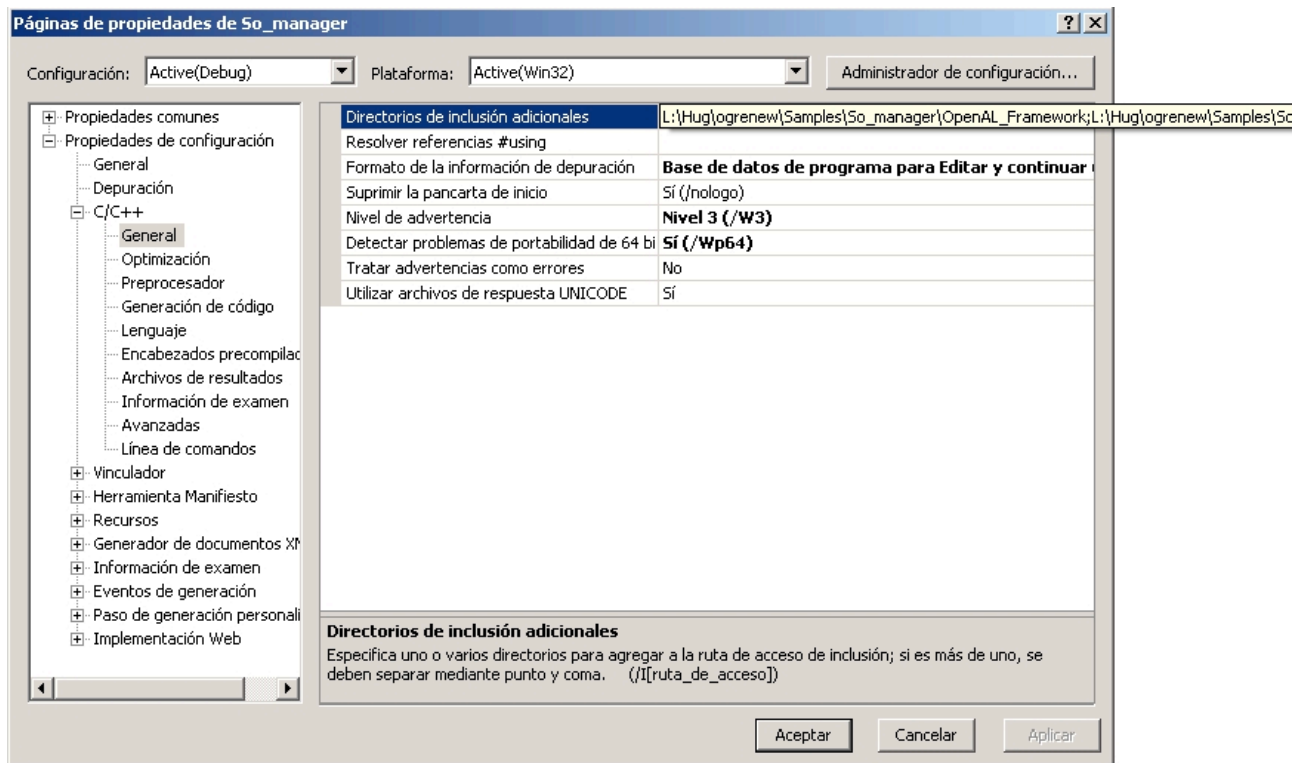 Páginas de propiedades de So_manager
Configuración: Active(Debug) Plataforma: Active(Win32) Administrador de configuración...
Propiedades comunes
Propiedades de configuración
General
Depuración
C/C++
General
Optimización
Preprocesador
Generación de código
Lenguaje
Encabezados precompilac
Archivos de resultados
Información de examen
Avanzadas
Línea de comandos
Vinculador
Herramienta Manifiesto
Recursos
Generador de documentos XM
Información de examen
Eventos de generación
Paso de generación personali
Implementación Web
Directorios de inclusión adicionales L:\Hug\ogrenew\Samples\So_manager\OpenAL_Framework;L:\Hug\ogrenew\Samples\So
Resolver referencias #using
Formato de la información de depuración Base de datos de programa para Editar y continuar
Suprimir la pancarta de inicio Sí (/nologo)
Nivel de advertencia Nivel 3 (/W3)
Detectar problemas de portabilidad de 64 bi Sí (/Wp64)
Tratar advertencias como errores No
Utilizar archivos de respuesta UNICODE Sí
Directorios de inclusión adicionales
Especifica uno o varios directorios para agregar a la ruta de acceso de inclusión; si es más de uno, se
deben separar mediante punto y coma. (/I[ruta_de_acceso])
Aceptar Cancelar Aplicar